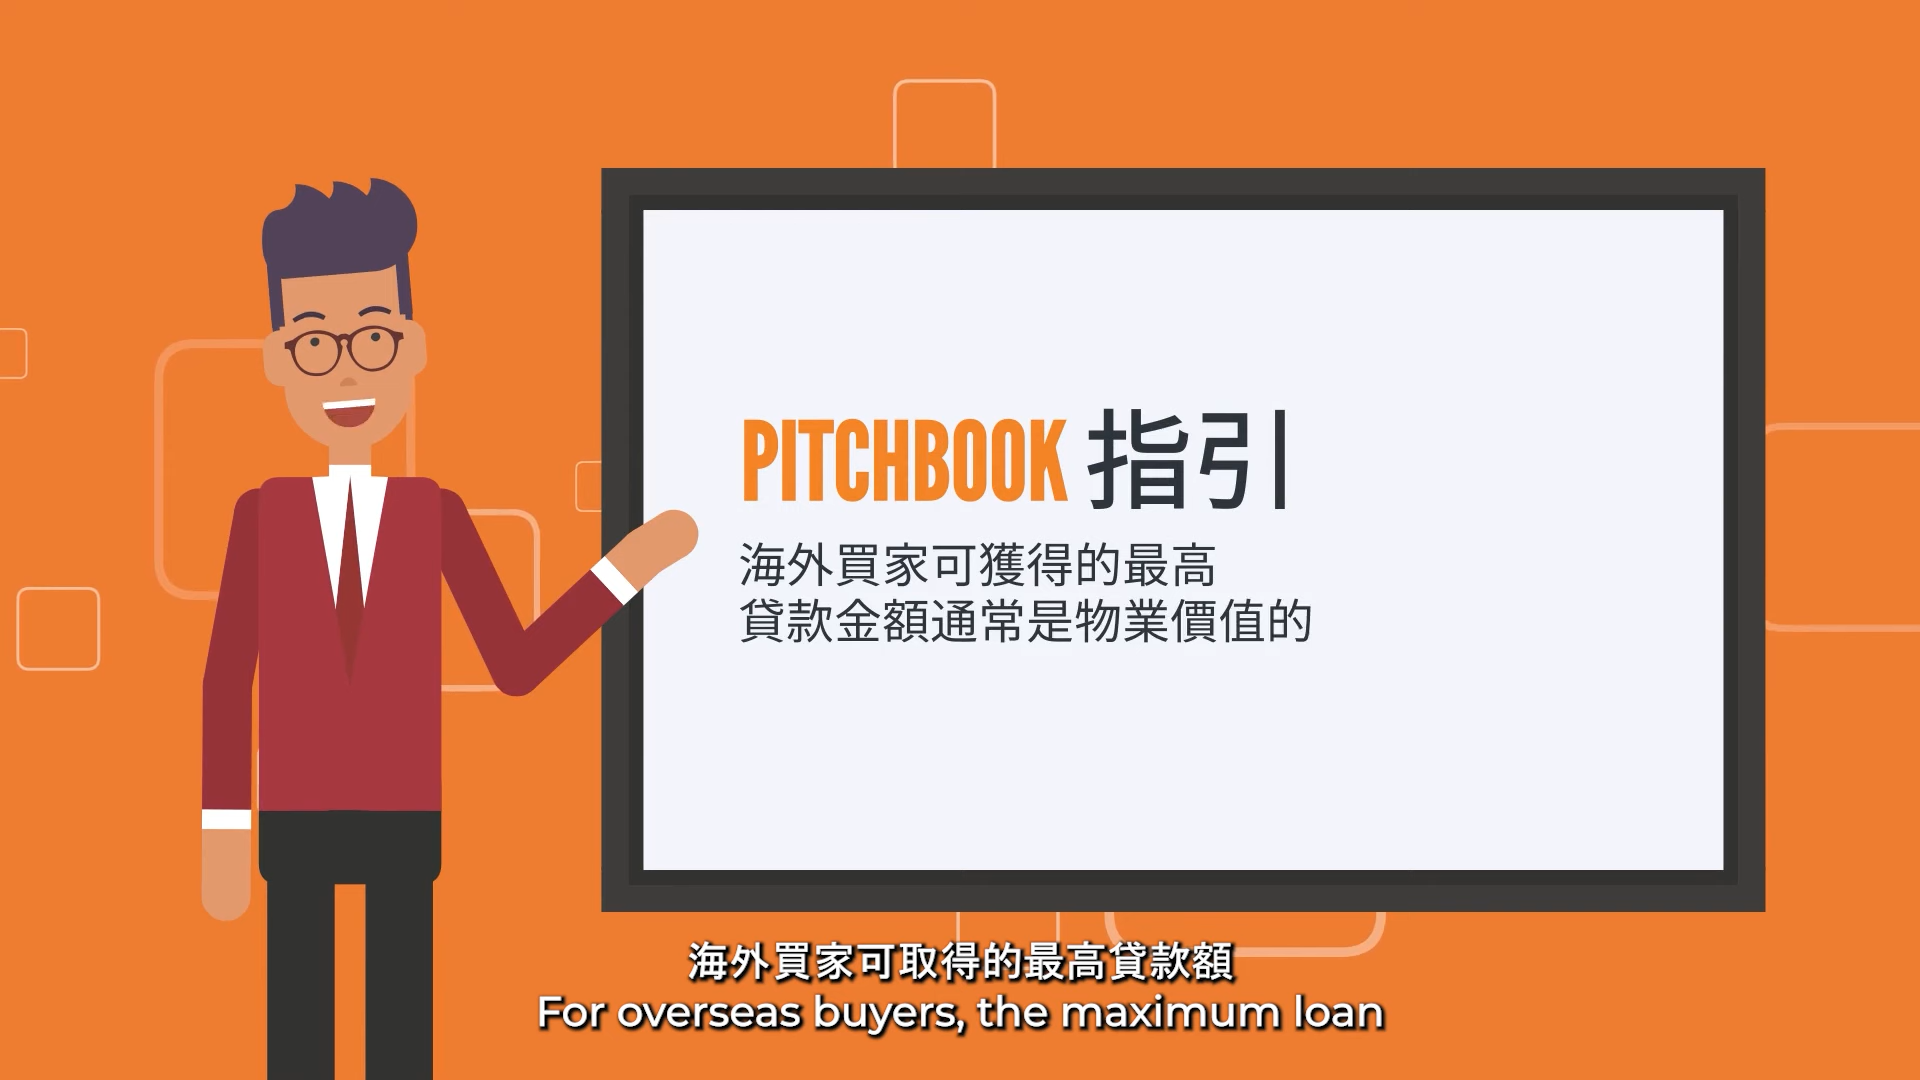 PITCHBOOK 指引
海外買家可獲得的最高
貸款金額通常是物業價值的
海外買家可取得的最高貸款額
For overseas buyers, the maximum loan